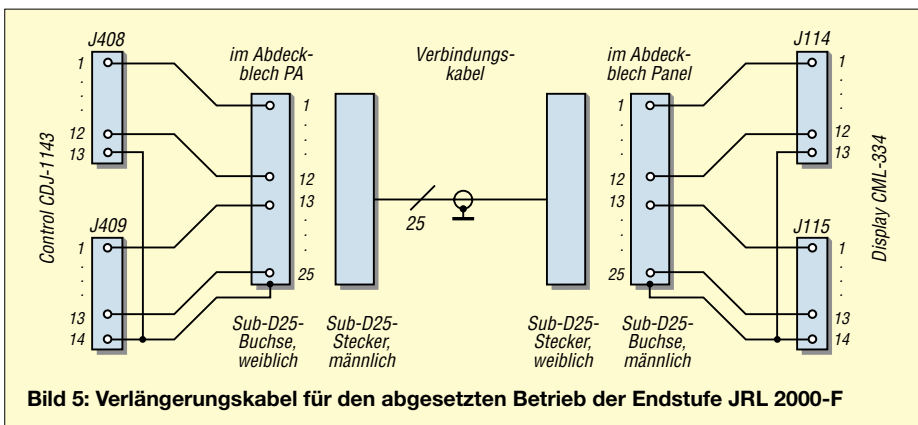 J408
1
.
.
.
12
13
Control CDJ-1143
J409
1
.
.
.
13
14
im Abdeck-
blech PA
1
.
.
.
12
13
.
.
.
25
Sub-D25-
Buchse,
weiblich
Sub-D25-
Stecker,
männlich
Verbindungs-
kabel
25
Sub-D25-
Stecker,
weiblich
im Abdeck-
blech Panel
1
.
.
.
12
13
.
.
.
25
Sub-D25-
Buchse,
männlich
J114
1
.
.
.
12
13
Display CML-334
J115
1
.
.
.
13
14
Bild 5: Verlängerungskabel für den abgesetzten Betrieb der Endstufe JRL 2000-F